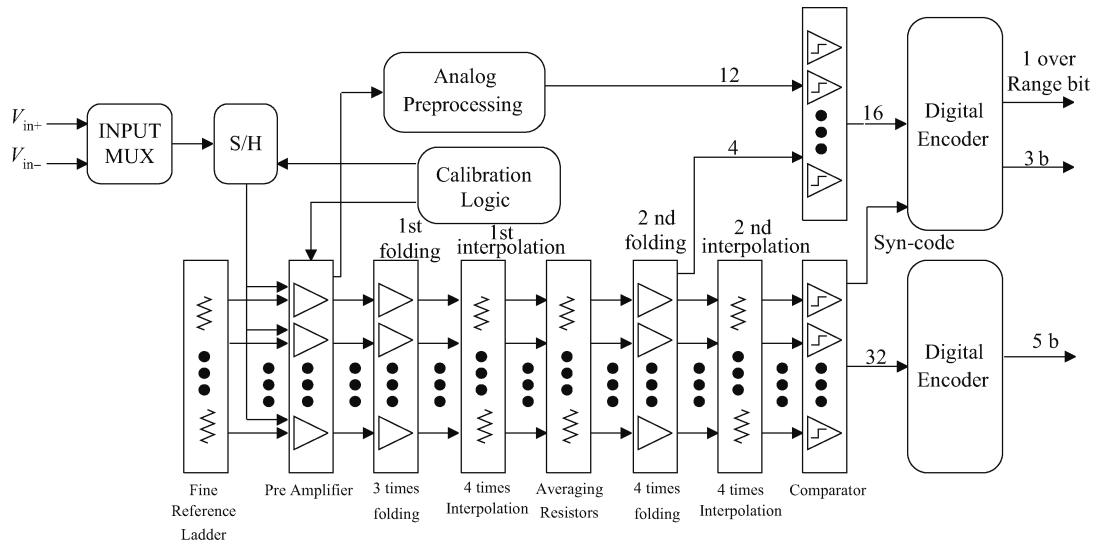 V_in+
V_in−
INPUT
MUX
S/H
Analog
Preprocessing
Calibration
Logic
12
4
16
Digital
Encoder
1 over
Range bit
3 b
Syn-code
1st
folding
1st
interpolation
2 nd
folding
2 nd
interpolation
32
Digital
Encoder
5 b
Fine
Reference
Ladder
Pre Amplifier
3 times
folding
4 times
Interpolation
Averaging
Resistors
4 times
folding
4 times
Interpolation
Comparator